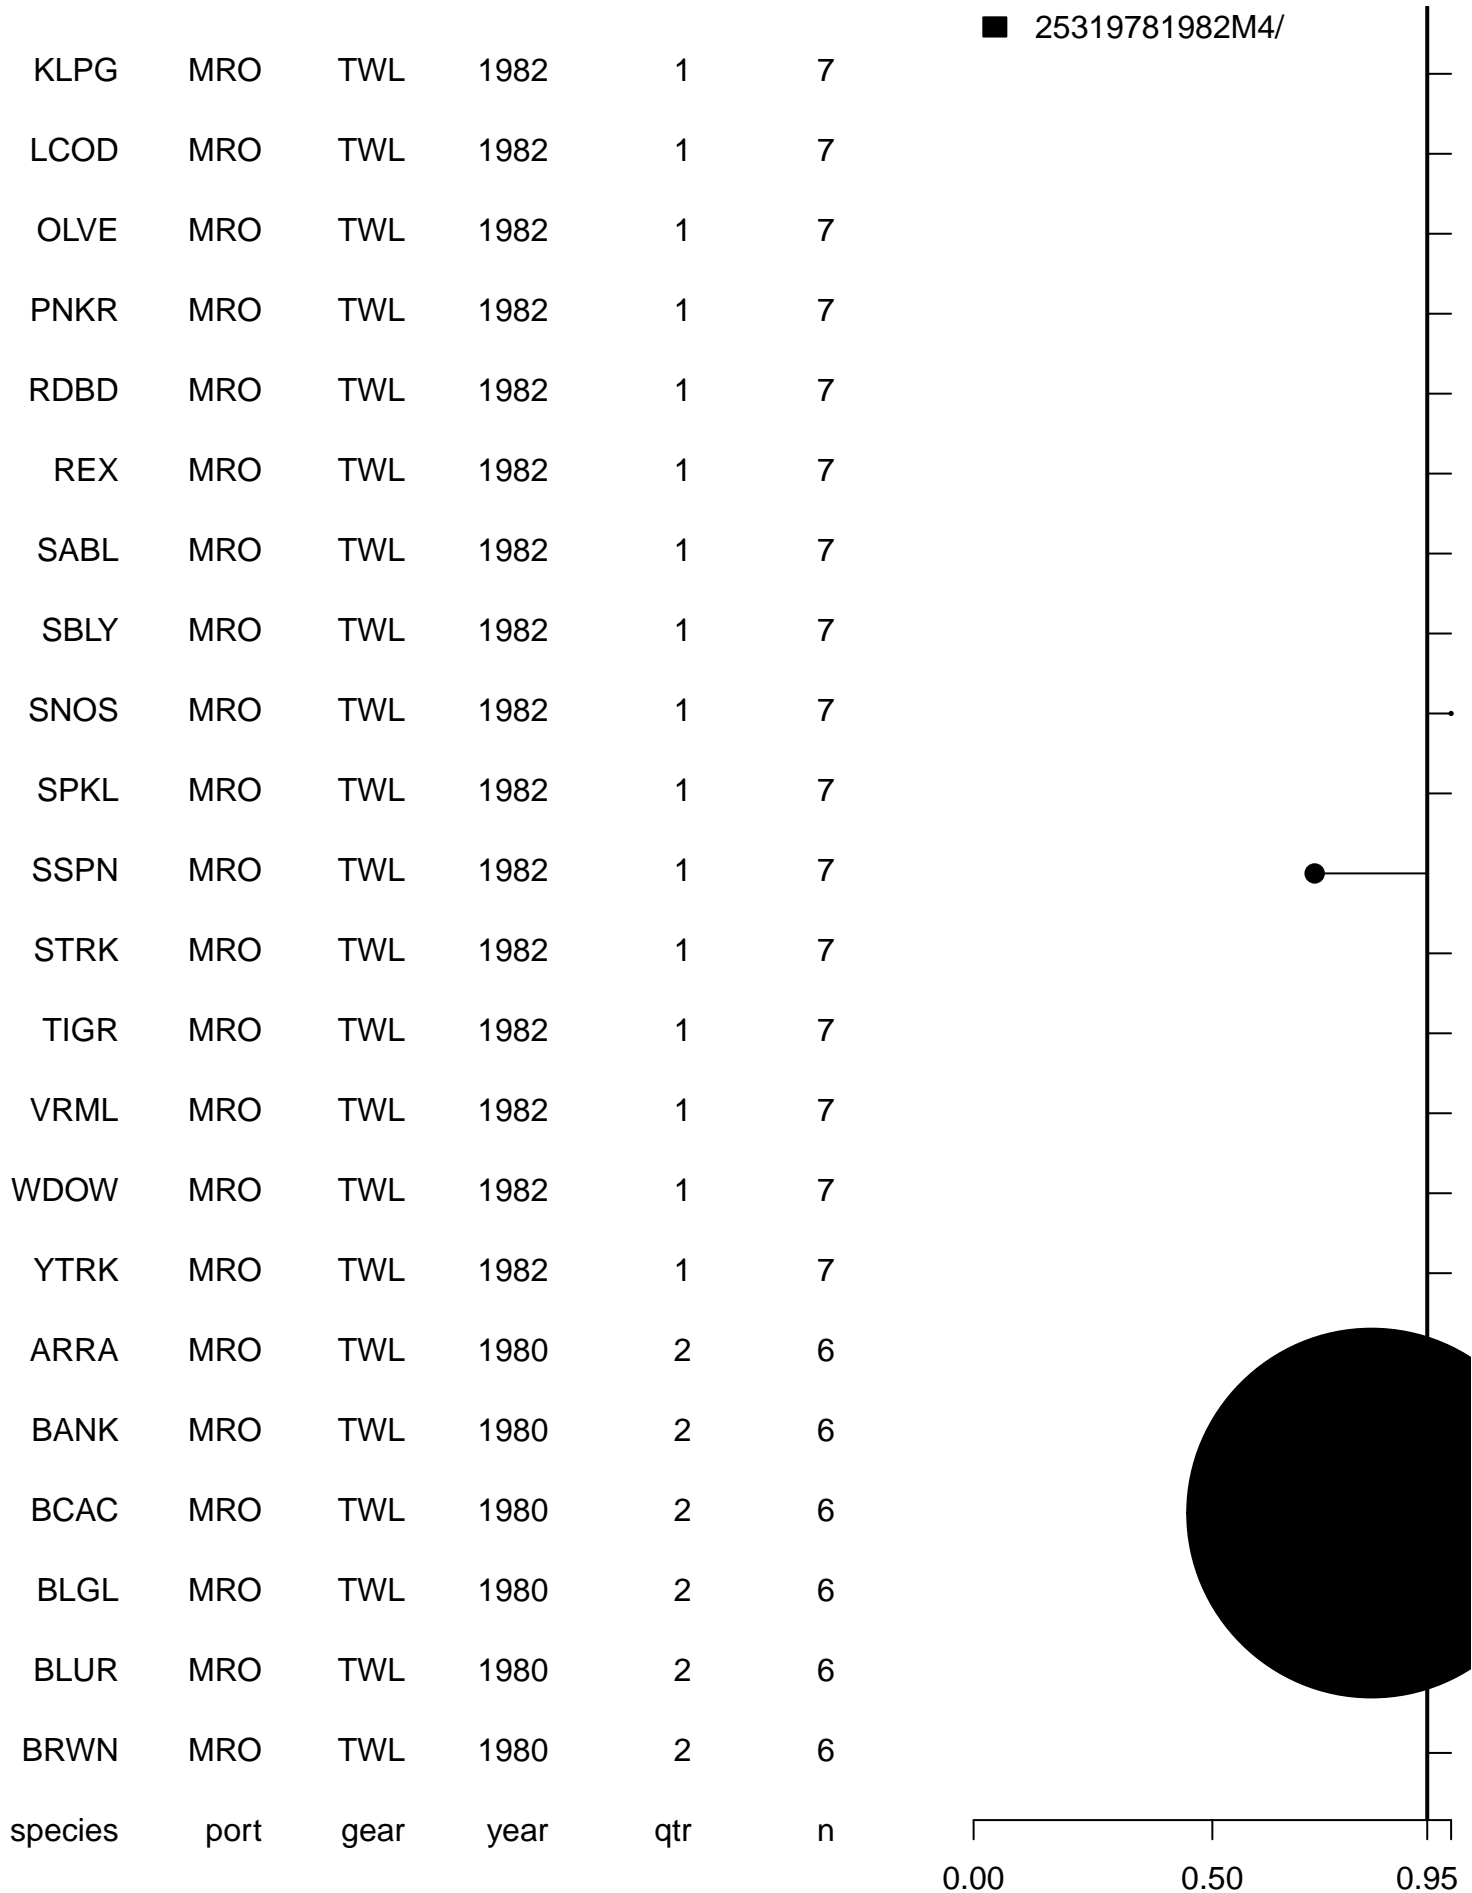 25319781982M4/
KLPG MRO TWL 1982 1 7
LCOD MRO TWL 1982 1 7
OLVE MRO TWL 1982 1 7
PNKR MRO TWL 1982 1 7
RDBD MRO TWL 1982 1 7
REX MRO TWL 1982 1 7
SABL MRO TWL 1982 1 7
SBLY MRO TWL 1982 1 7
SNOS MRO TWL 1982 1 7
SPKL MRO TWL 1982 1 7
SSPN MRO TWL 1982 1 7
STRK MRO TWL 1982 1 7
TIGR MRO TWL 1982 1 7
VRML MRO TWL 1982 1 7
WDOW MRO TWL 1982 1 7
YTRK MRO TWL 1982 1 7
ARRA MRO TWL 1980 2 6
BANK MRO TWL 1980 2 6
BCAC MRO TWL 1980 2 6
BLGL MRO TWL 1980 2 6
BLUR MRO TWL 1980 2 6
BRWN MRO TWL 1980 2 6
species port gear year qtr n
0.00 0.50 0.95